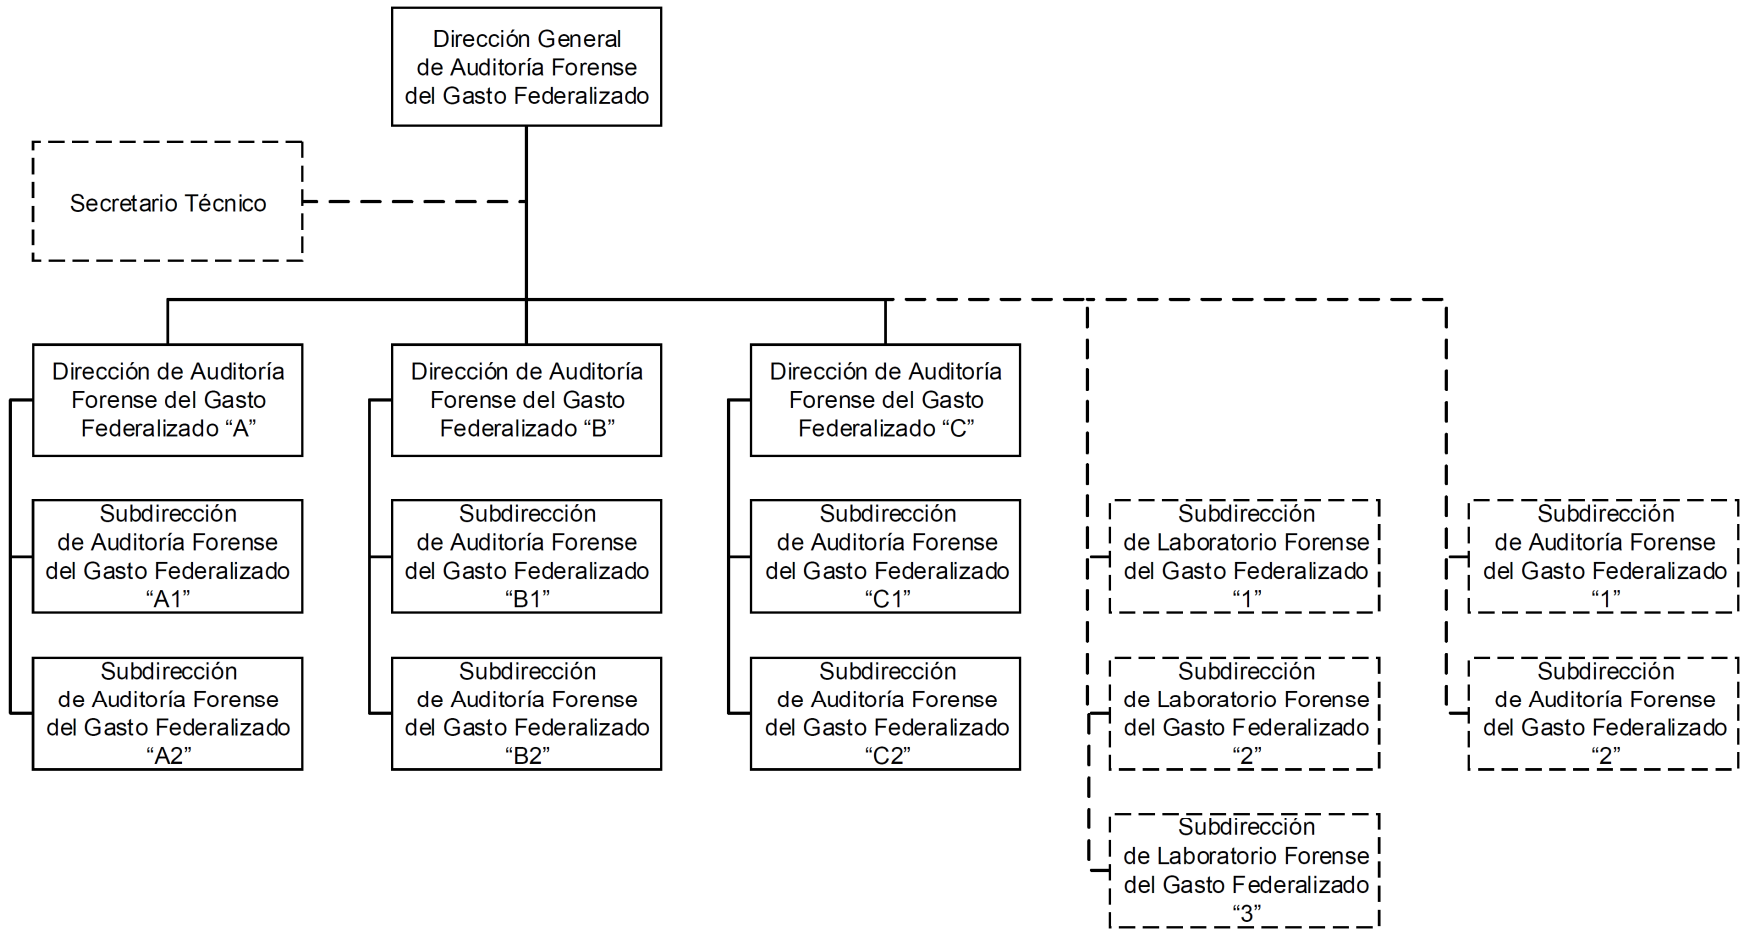 Dirección General
de Auditoría Forense
del Gasto Federalizado
Secretario Técnico
Dirección de Auditoría
Forense del Gasto
Federalizado “A”
Dirección de Auditoría
Forense del Gasto
Federalizado “B”
Dirección de Auditoría
Forense del Gasto
Federalizado “C”
Subdirección
de Auditoría Forense
del Gasto Federalizado
“A1”
Subdirección
de Auditoría Forense
del Gasto Federalizado
“B1”
Subdirección
de Auditoría Forense
del Gasto Federalizado
“C1”
Subdirección
de Laboratorio Forense
del Gasto Federalizado
“1”
Subdirección
de Auditoría Forense
del Gasto Federalizado
“1”
Subdirección
de Auditoría Forense
del Gasto Federalizado
“A2”
Subdirección
de Auditoría Forense
del Gasto Federalizado
“B2”
Subdirección
de Auditoría Forense
del Gasto Federalizado
“C2”
Subdirección
de Laboratorio Forense
del Gasto Federalizado
“2”
Subdirección
de Auditoría Forense
del Gasto Federalizado
“2”
Subdirección
de Laboratorio Forense
del Gasto Federalizado
“3”